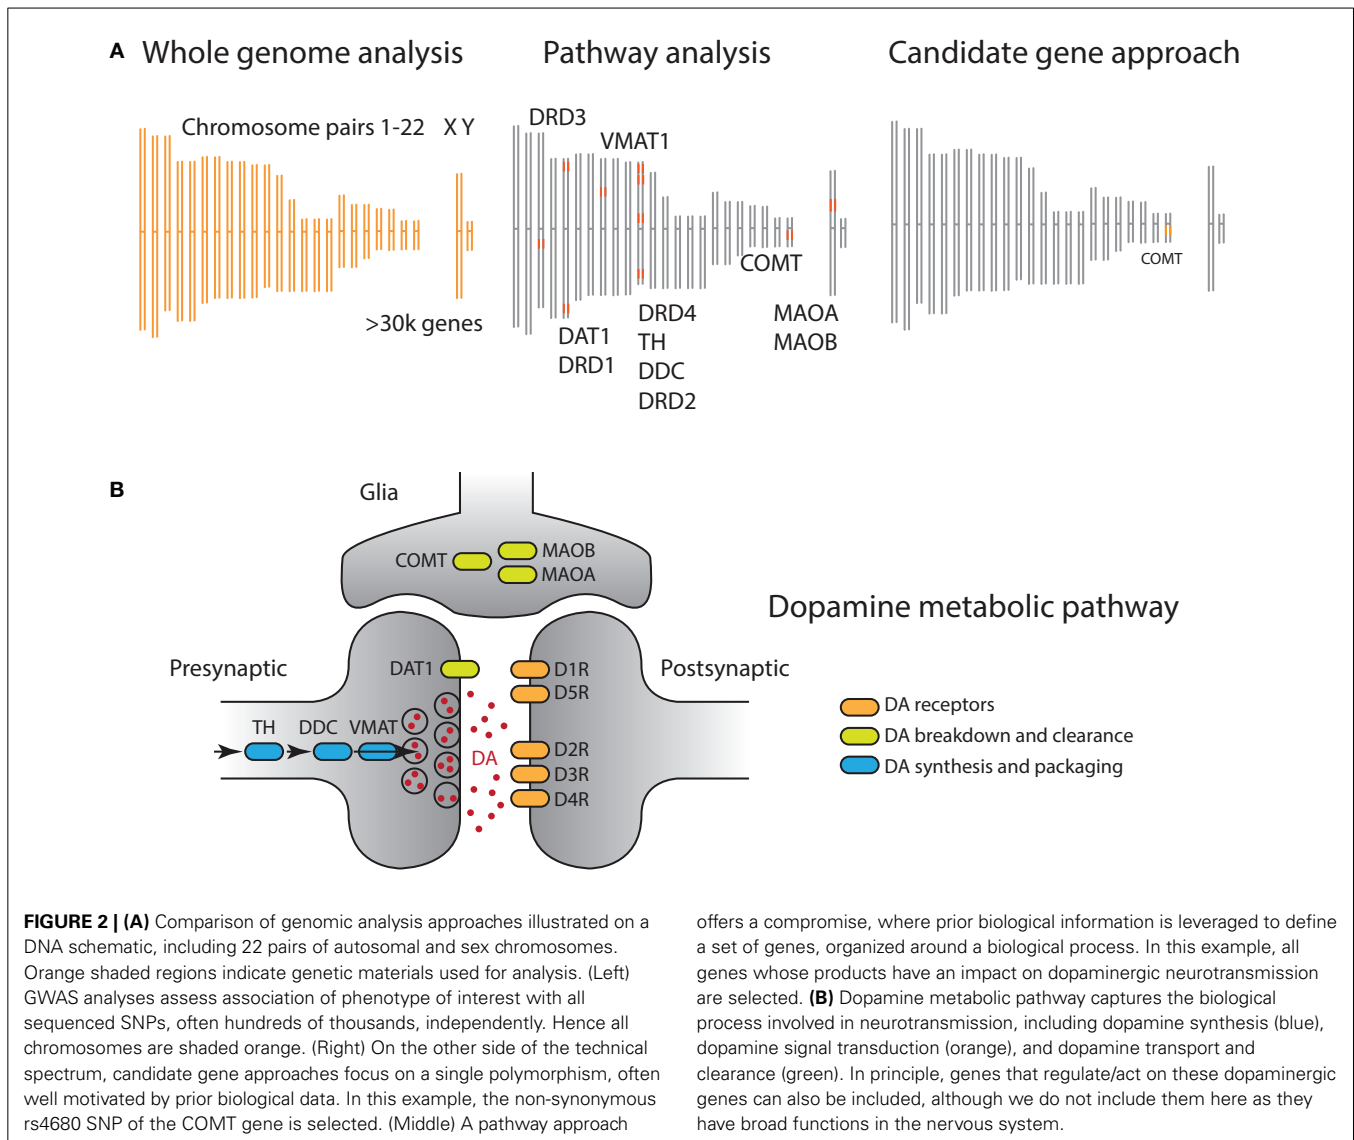 A Whole genome analysis Pathway analysis Candidate gene approach
Chromosome pairs 1-22 X Y
>30k genes
DRD3
VMAT1
COMT
DAT1
DRD1
DRD4
TH
DDC
DRD2
MAOA
MAOB
COMT
B
Glia
COMT
MAOB
MAOA
Dopamine metabolic pathway
Presynaptic
DAT1
D1R
D5R
Postsynaptic
TH DDC VMAT
DA
D2R
D3R
D4R
DA receptors
DA breakdown and clearance
DA synthesis and packaging
FIGURE 2 | (A) Comparison of genomic analysis approaches illustrated on a
DNA schematic, including 22 pairs of autosomal and sex chromosomes.
Orange shaded regions indicate genetic materials used for analysis. (Left)
GWAS analyses assess association of phenotype of interest with all
sequenced SNPs, often hundreds of thousands, independently. Hence all
chromosomes are shaded orange. (Right) On the other side of the technical
spectrum, candidate gene approaches focus on a single polymorphism, often
well motivated by prior biological data. In this example, the non-synonymous
rs4680 SNP of the COMT gene is selected. (Middle) A pathway approach
offers a compromise, where prior biological information is leveraged to define
a set of genes, organized around a biological process. In this example, all
genes whose products have an impact on dopaminergic neurotransmission
are selected. (B) Dopamine metabolic pathway captures the biological
process involved in neurotransmission, including dopamine synthesis (blue),
dopamine signal transduction (orange), and dopamine transport and
clearance (green). In principle, genes that regulate/act on these dopaminergic
genes can also be included, although we do not include them here as they
have broad functions in the nervous system.